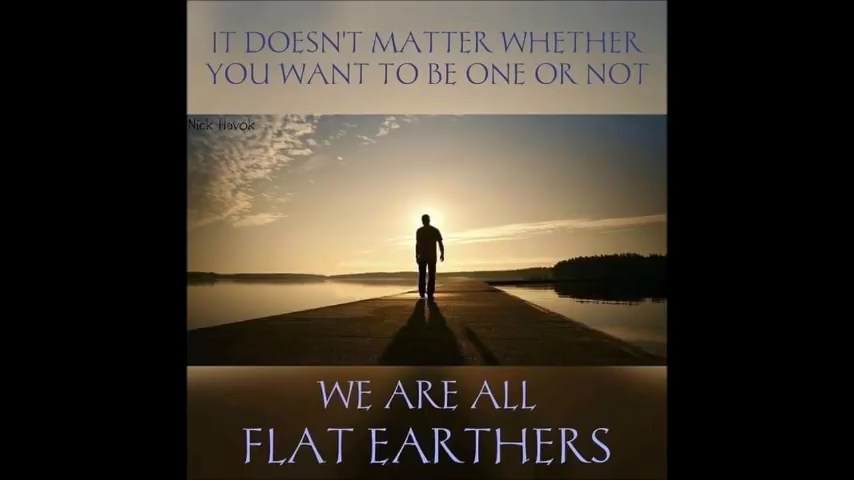 IT DOESN'T MATTER WHETHER
YOU WANT TO BE ONE OR NOT
Nick Havok
WE ARE ALL
FLAT EARTHERS